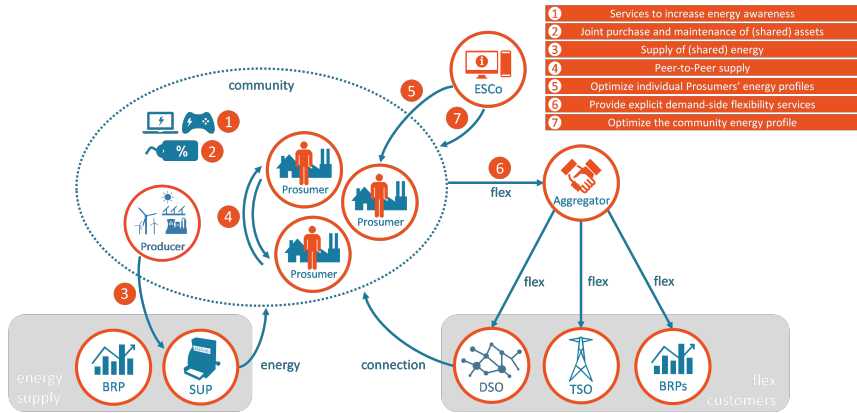 1 Services to increase energy awareness
2 Joint purchase and maintenance of (shared) assets
3 Supply of (shared) energy
4 Peer-to-Peer supply
5 Optimize individual Prosumers' energy profiles
6 Provide explicit demand-side flexibility services
7 Optimize the community energy profile
community
ESCo
5
7
1
%
2
Prosumer
Prosumer
Prosumer
4
Producer
3
6
flex
Aggregator
flex
flex
flex
energy
supply
BRP
SUP
energy
connection
DSO
TSO
BRPs
flex
customers